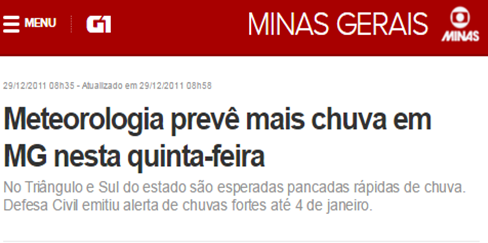 MENU G1 MINAS GERAIS MINAS
29/12/2011 08h35 - Atualizado em 29/12/2011 08h58
Meteorologia prevê mais chuva em
MG nesta quinta-feira
No Triângulo e Sul do estado são esperadas pancadas rápidas de chuva.
Defesa Civil emitiu alerta de chuvas fortes até 4 de janeiro.